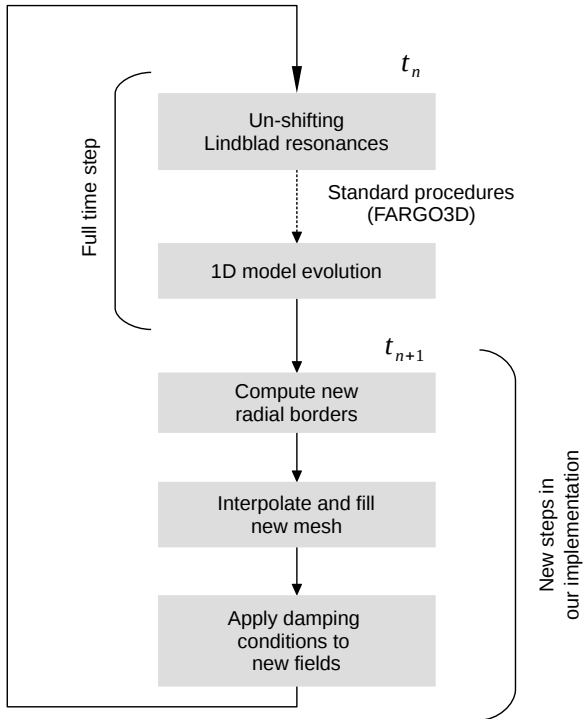 t_n
Un-shifting
Lindblad resonances
Full time step
Standard procedures
(FARGO3D)
1D model evolution
t_{n+1}
Compute new
radial borders
Interpolate and fill
new mesh
New steps in
our implementation
Apply damping
conditions to
new fields